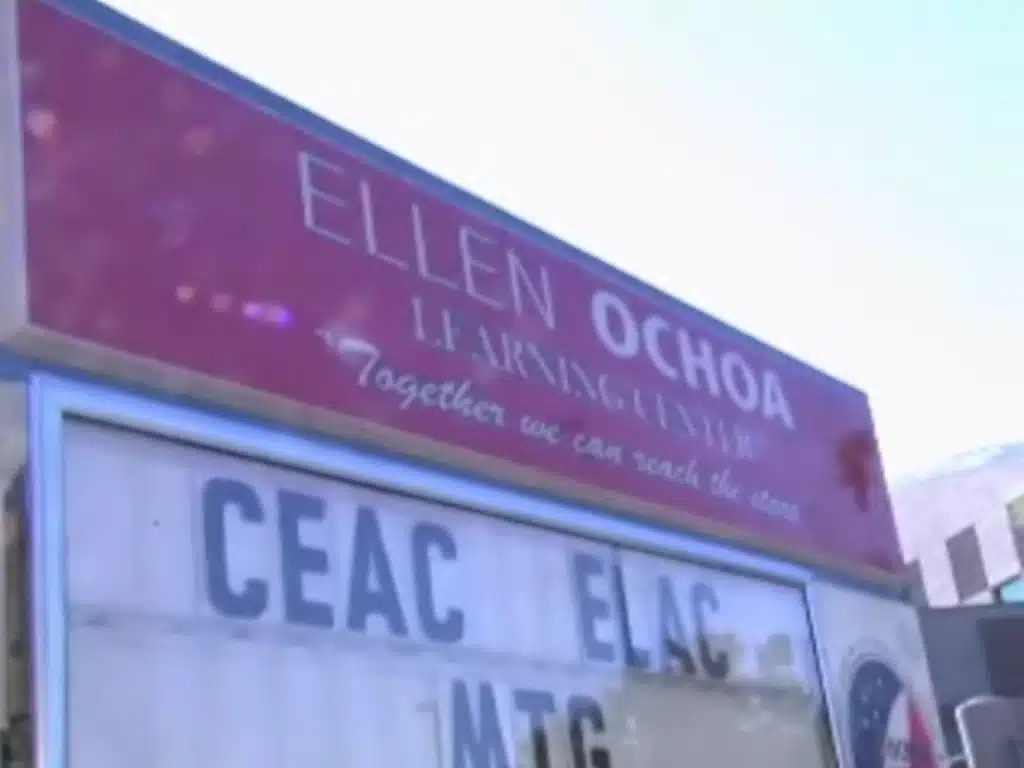 ELLEN OCHOA
LEARNING CENTER
Together we can reach the stars
CEAC ELAC
MTG